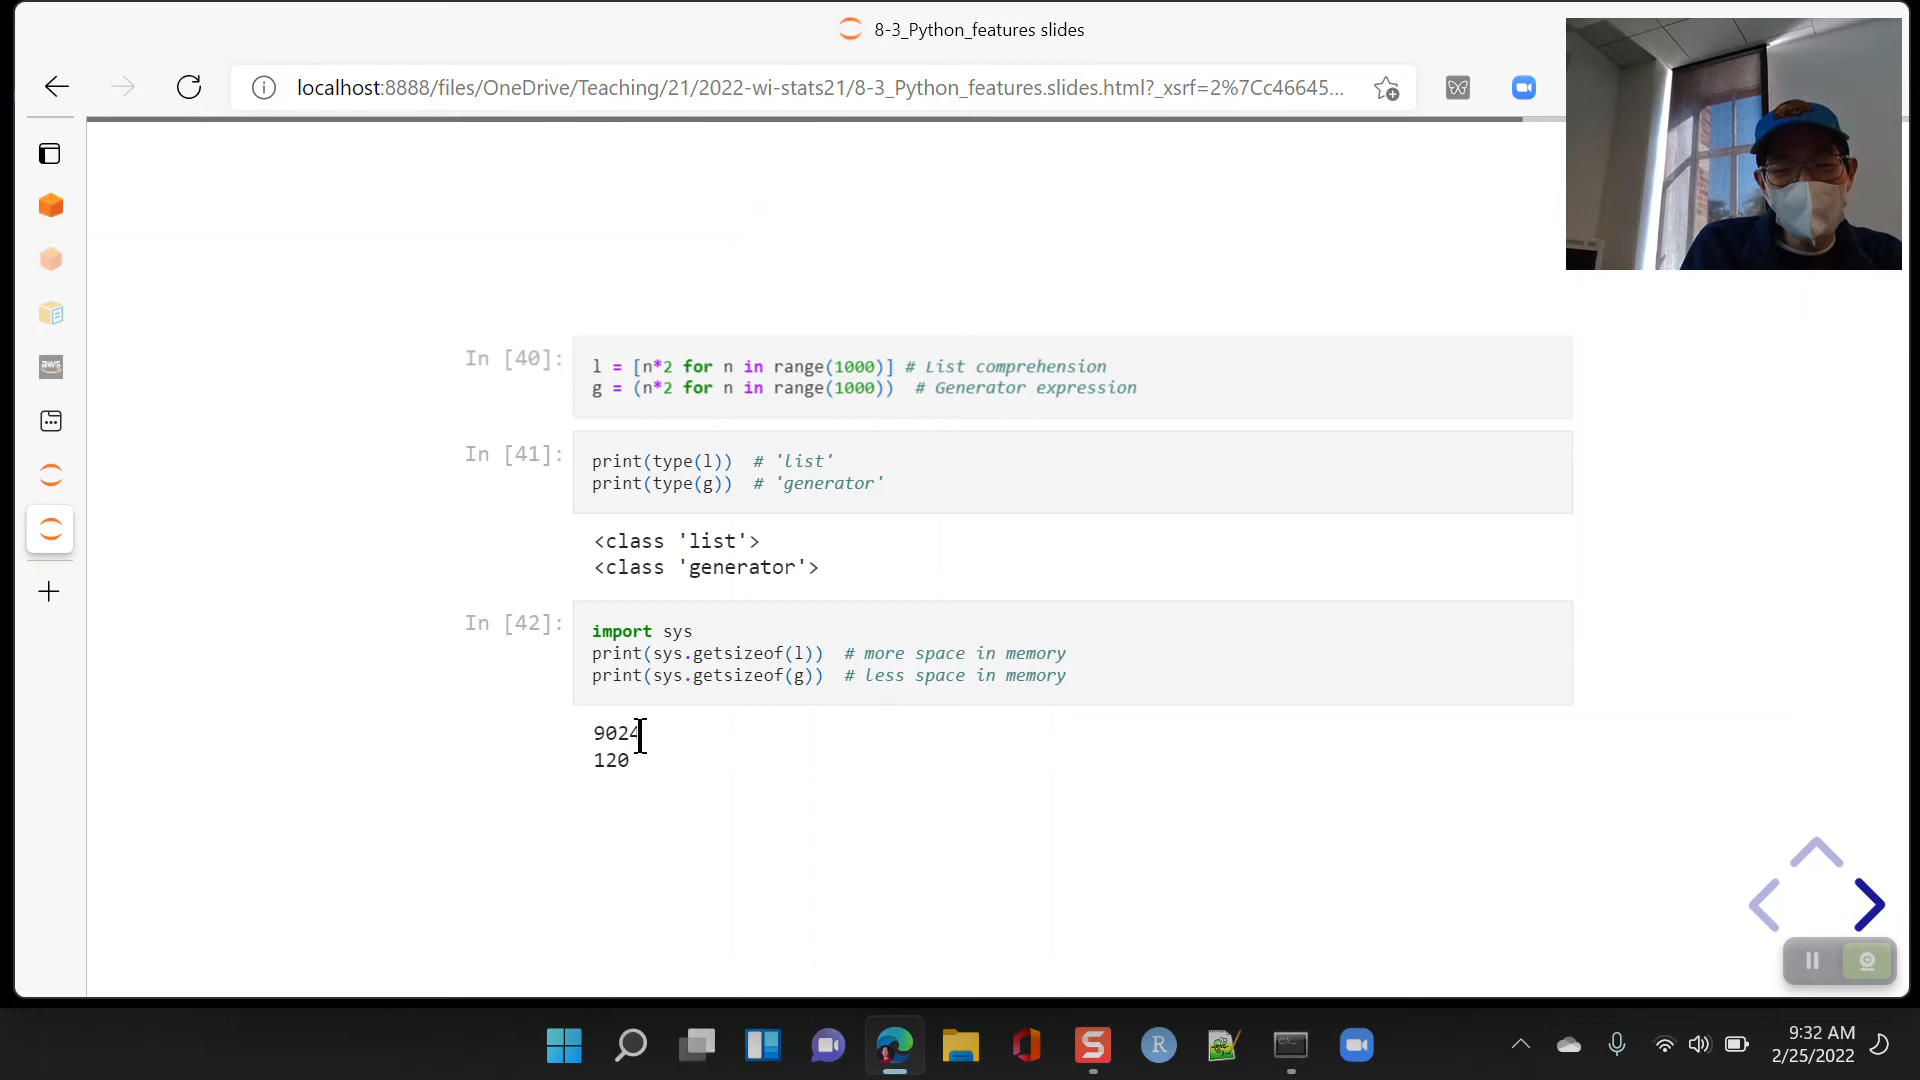 8-3_Python_features slides
localhost:8888/files/OneDrive/Teaching/21/2022-wi-stats21/8-3_Python_features.slides.html?_xsrf=2%7Cc46645...
aws
In [40]:
l = [n*2 for n in range(1000)] # List comprehension
g = (n*2 for n in range(1000))  # Generator expression
In [41]:
print(type(l))  # 'list'
print(type(g))  # 'generator'
<class 'list'>
<class 'generator'>
In [42]:
import sys
print(sys.getsizeof(l))  # more space in memory
print(sys.getsizeof(g))  # less space in memory
9024
120
S
R
9:32 AM
2/25/2022